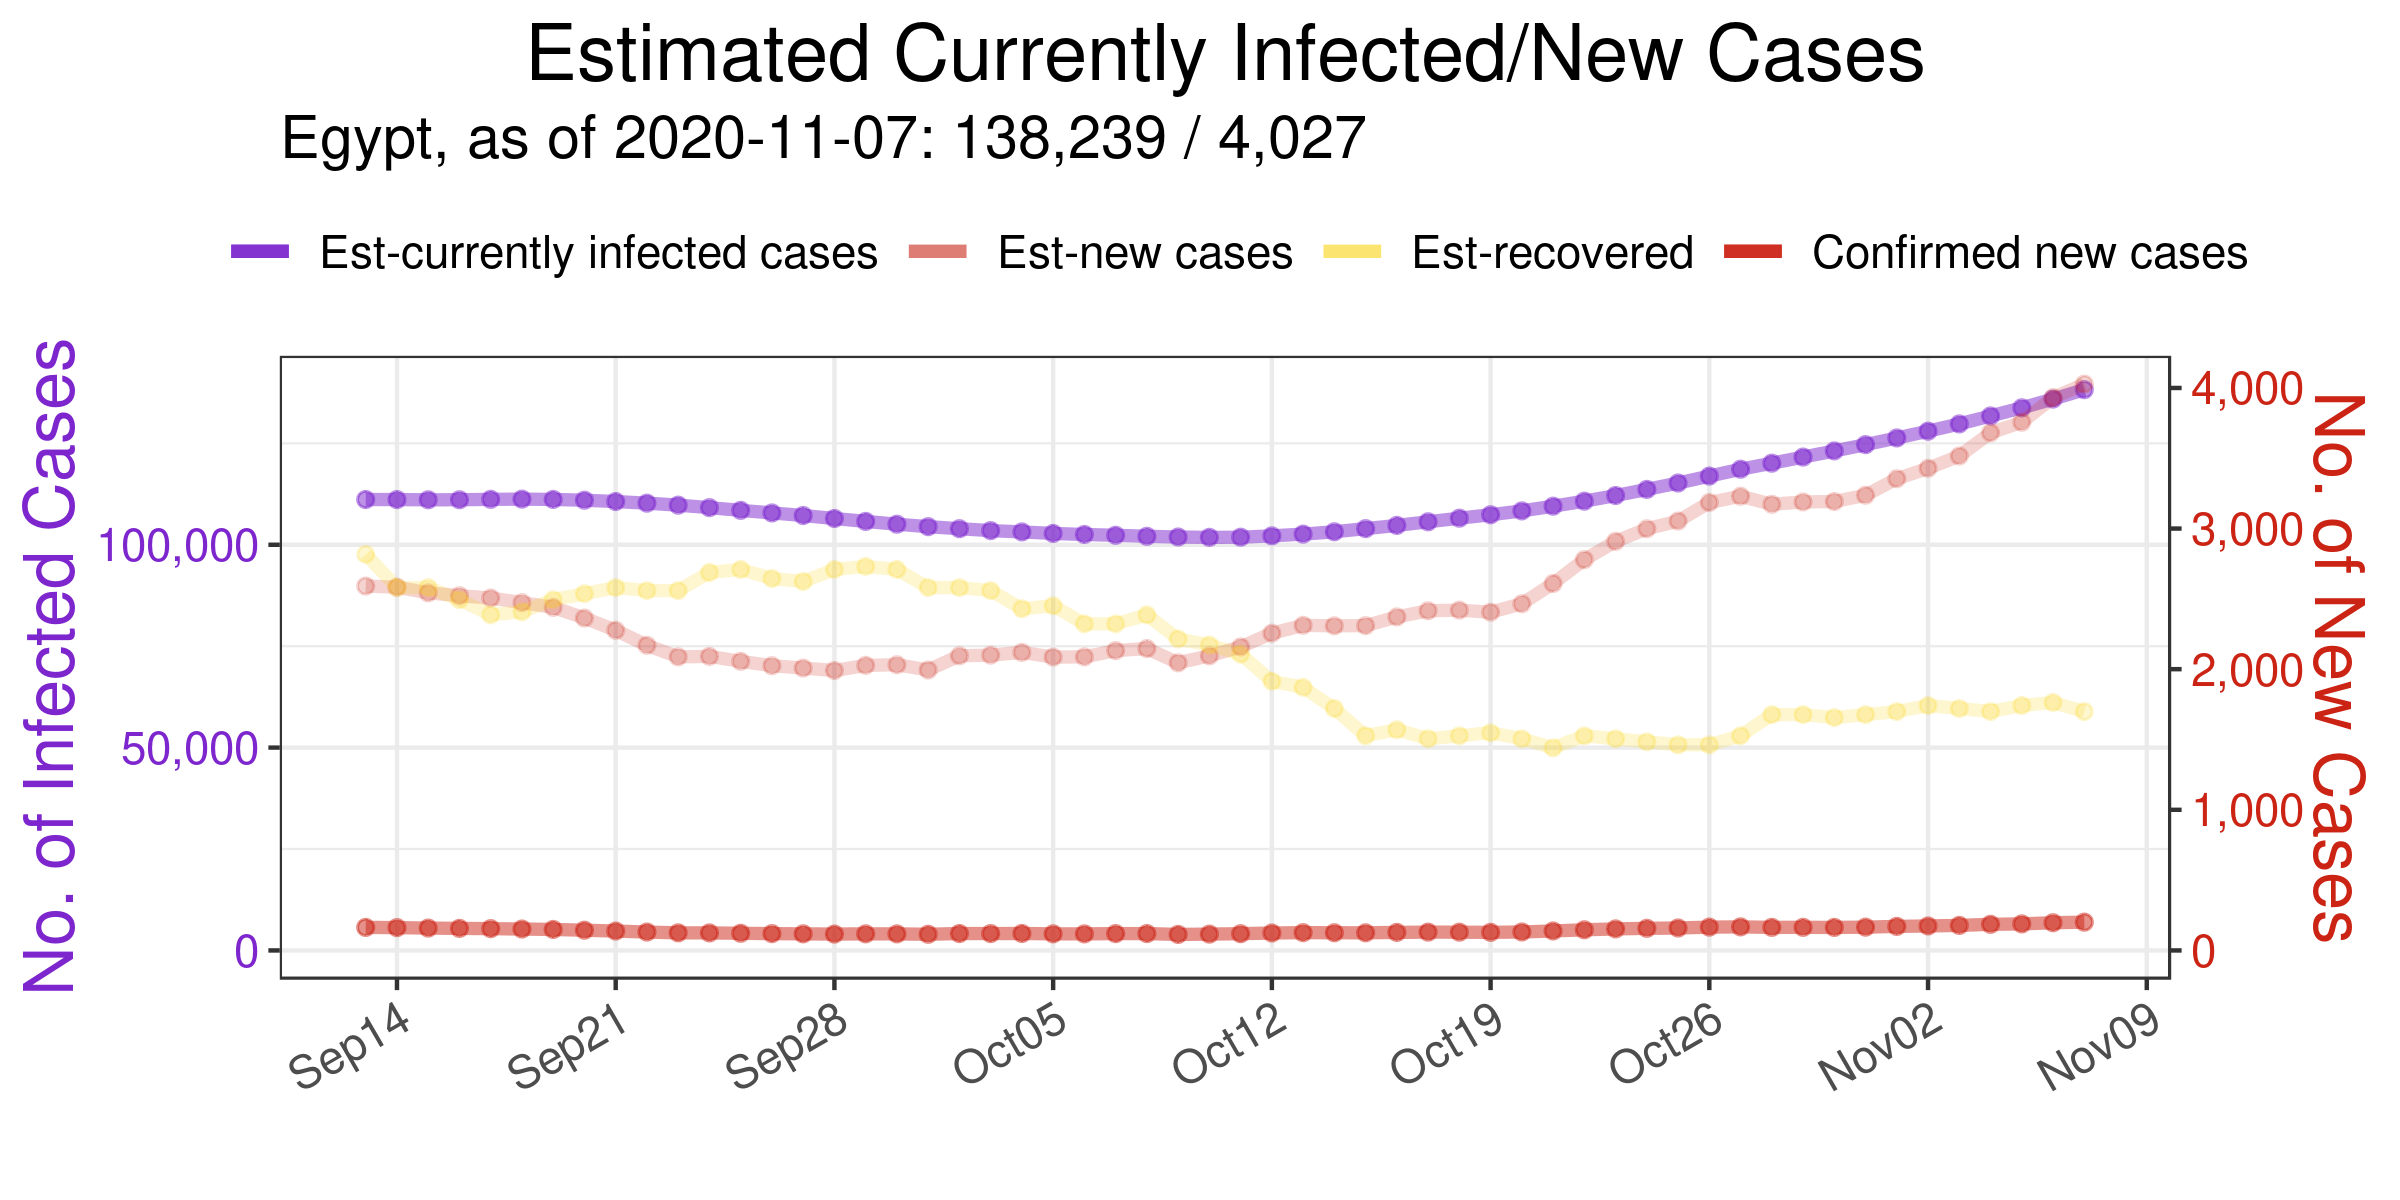 Estimated Currently Infected/New Cases
Egypt, as of 2020-11-07: 138,239 / 4,027
Est-currently infected cases Est-new cases Est-recovered Confirmed new cases
No. of Infected Cases
100,000
50,000
0
4,000
3,000
2,000
1,000
0
No. of New Cases
Sep14 Sep21 Sep28 Oct05 Oct12 Oct19 Oct26 Nov02 Nov09